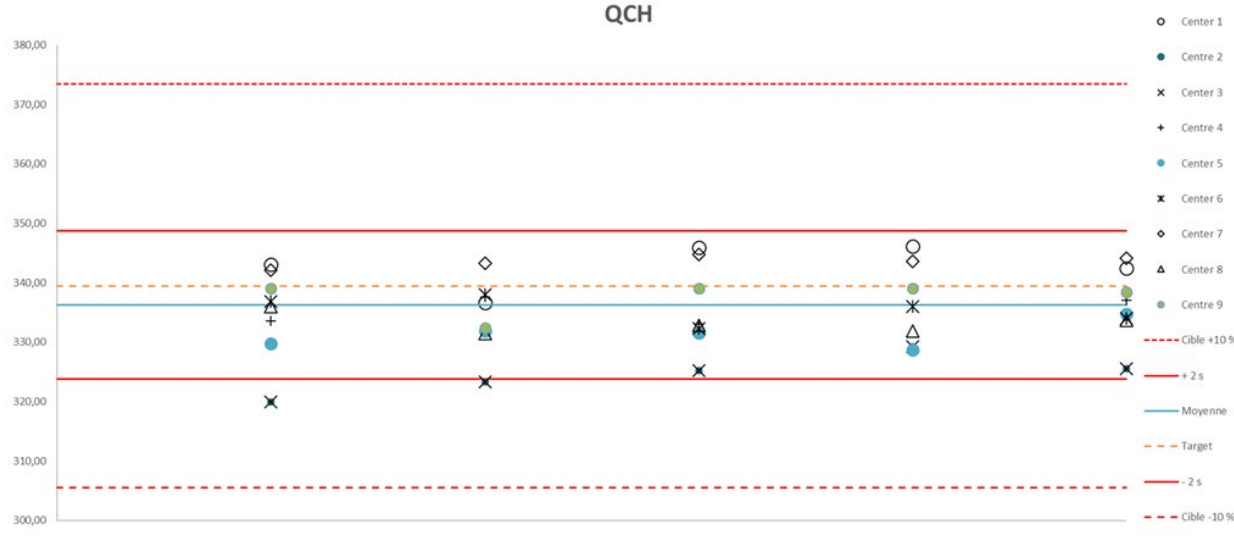 QCH
380,00
370,00
360,00
350,00
340,00
330,00
320,00
310,00
300,00
Center 1
Centre 2
Center 3
Centre 4
Center 5
Center 6
Center 7
Center 8
Centre 9
Cible +10 %
+ 2 s
Moyenne
Target
- 2 s
Cible -10 %